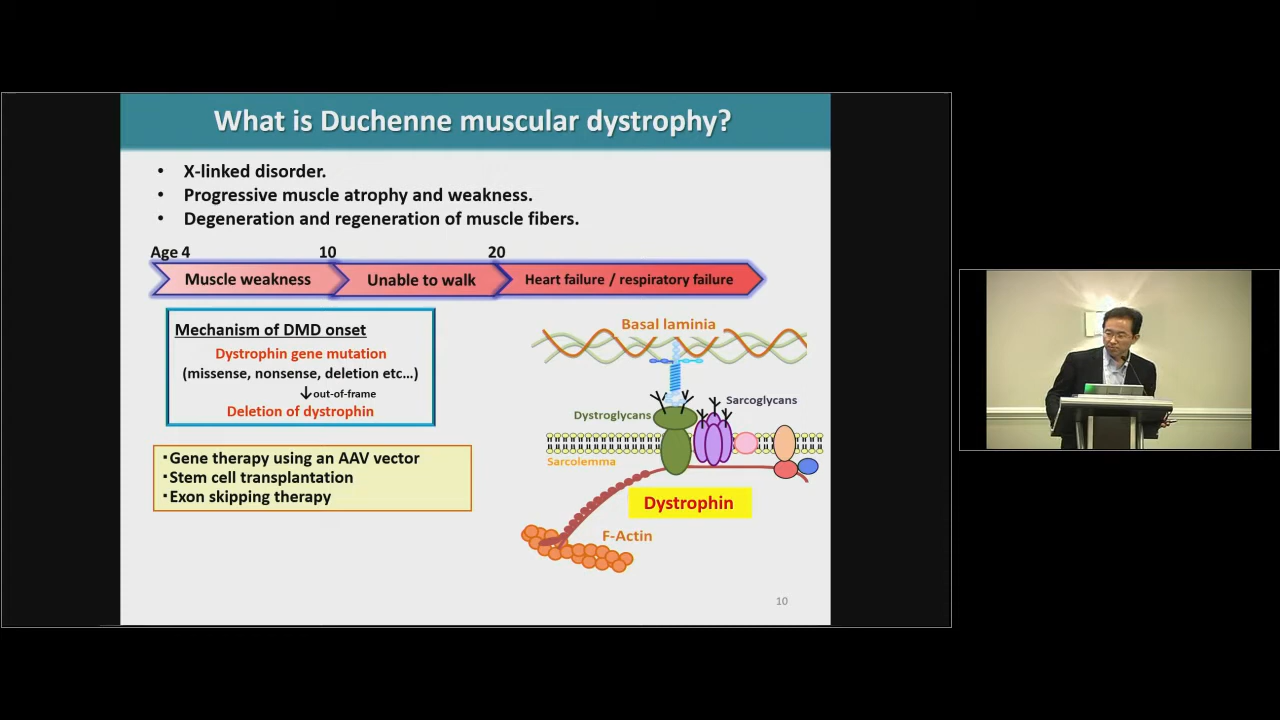 What is Duchenne muscular dystrophy?
• X-linked disorder.
• Progressive muscle atrophy and weakness.
• Degeneration and regeneration of muscle fibers.
Age 4 10 20
Muscle weakness Unable to walk Heart failure / respiratory failure
Mechanism of DMD onset
Dystrophin gene mutation
(missense, nonsense, deletion etc…)
↓out-of-frame
Deletion of dystrophin
・Gene therapy using an AAV vector
・Stem cell transplantation
・Exon skipping therapy
Basal laminia
Sarcoglycans
Dystroglycans
Sarcolemma
Dystrophin
F-Actin
10